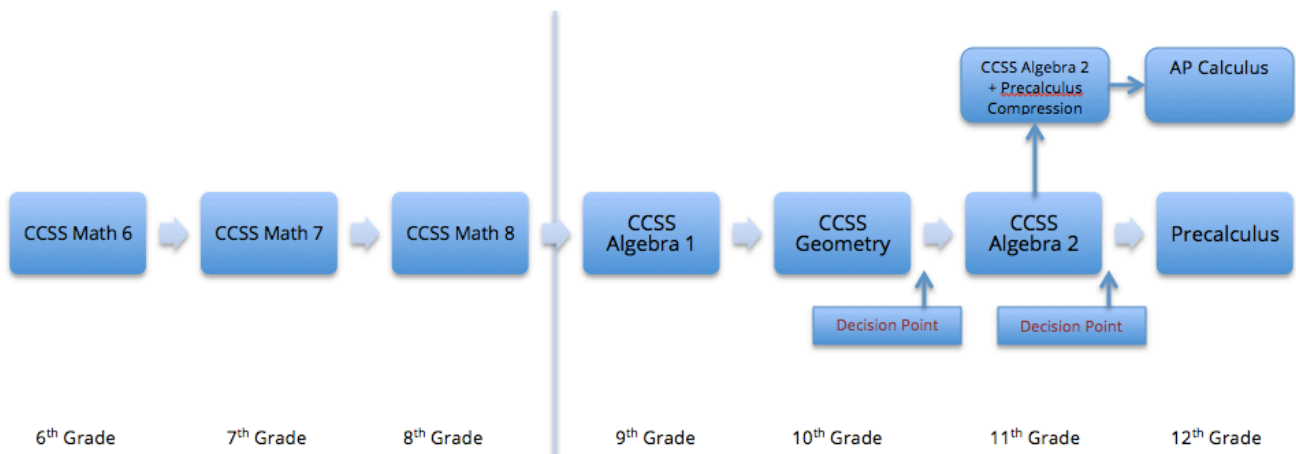 CCSS Algebra 2
+ Precalculus
Compression
AP Calculus
CCSS Math 6
CCSS Math 7
CCSS Math 8
CCSS
Algebra 1
CCSS
Geometry
CCSS
Algebra 2
Precalculus
Decision Point
Decision Point
6th Grade
7th Grade
8th Grade
9th Grade
10th Grade
11th Grade
12th Grade